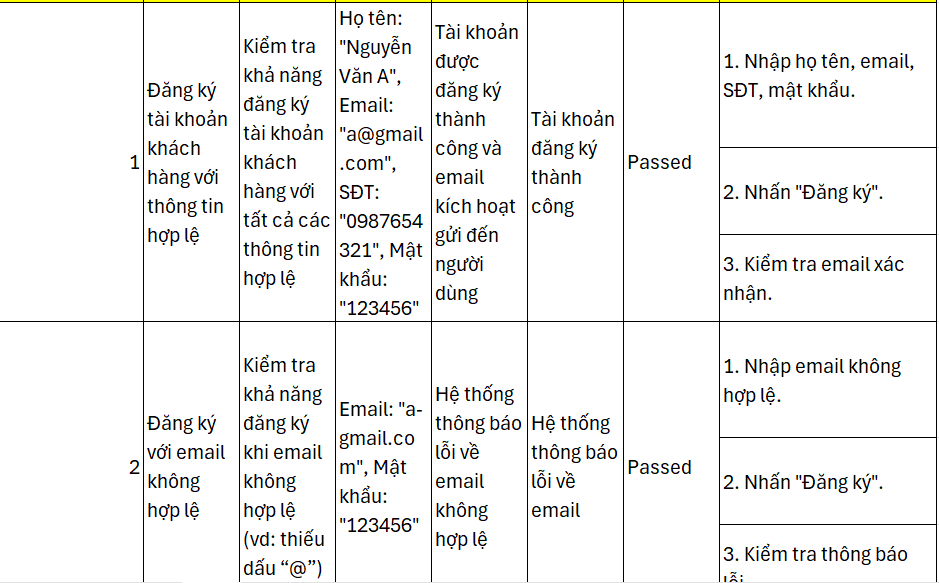 1
Đăng ký
tài khoản
khách
hàng với
thông tin
hợp lệ
Kiểm tra
khả năng
đăng ký
tài khoản
khách
hàng với
tất cả các
thông tin
hợp lệ
Họ tên:
"Nguyễn
Văn A",
Email:
"a@gmail
.com",
SĐT:
"0987654
321", Mật
khẩu:
"123456"
Tài khoản
được
đăng ký
thành
công và
email
kích hoạt
gửi đến
người
dùng
Tài khoản
đăng ký
thành
công
Passed
1. Nhập họ tên, email,
SĐT, mật khẩu.
2. Nhấn "Đăng ký".
3. Kiểm tra email xác
nhận.
2
Đăng ký
với email
không
hợp lệ
Kiểm tra
khả năng
đăng ký
khi email
không
hợp lệ
(vd: thiếu
dấu “@”)
Email: "a-
gmail.co
m", Mật
khẩu:
"123456"
Hệ thống
thông báo
lỗi về
email
không
hợp lệ
Hệ thống
thông báo
lỗi về
email
Passed
1. Nhập email không
hợp lệ.
2. Nhấn "Đăng ký".
3. Kiểm tra thông báo
lỗi